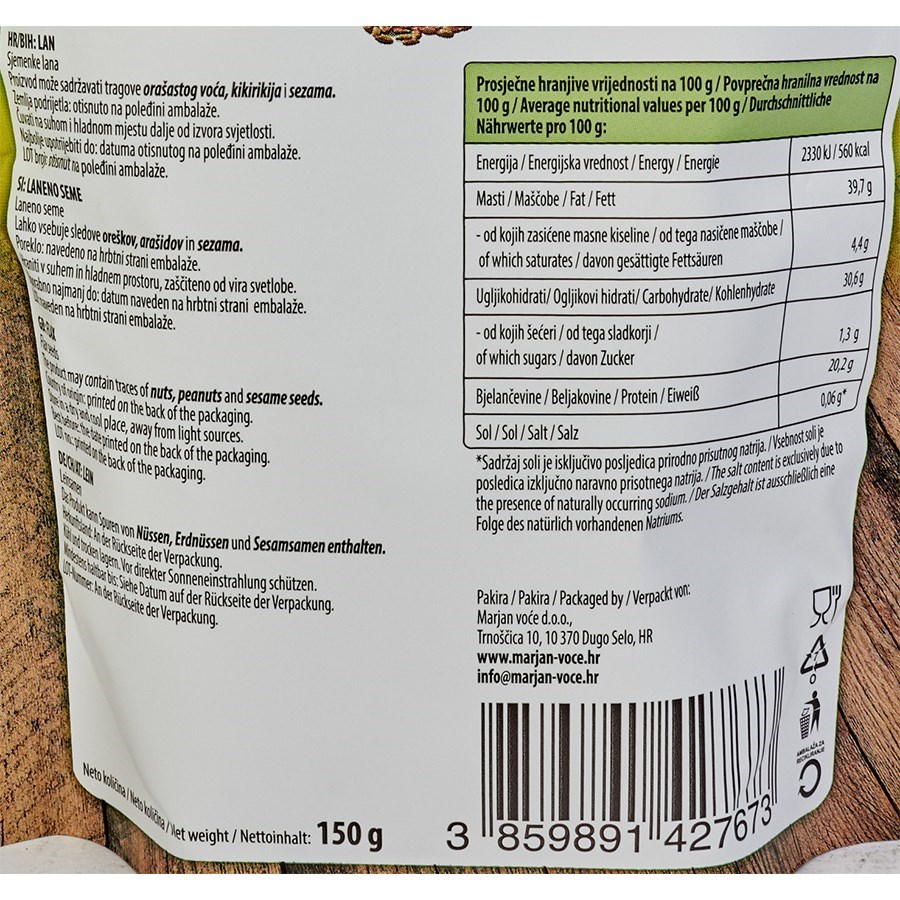 HR/BIH: LAN
Sjemenke lana
Proizvod može sadržavati tragove orašastog voća, kikirikija i sezama.
Zemlja podrijetla: otisnuto na poleđini ambalaže.
Čuvati na suhom i hladnom mjestu dalje od izvora svjetlosti.
Najbolje upotrijebiti do: datuma otisnutog na poleđini ambalaže.
LOT broj: otisnut na poleđini ambalaže.
SI: LANENO SEME
Laneno seme
Lahko vsebuje sledove oreškov, arašidov in sezama.
Poreklo: navedeno na hrbtni strani embalaže.
v suhem in hladnem prostoru, zaščiteno od vira svetlobe.
najmanj do: datum naveden na hrbtni strani embalaže.
na hrbtni strani embalaže.
The product may contain traces of nuts, peanuts and sesame seeds.
Country of origin: printed on the back of the packaging.
and cool place, away from light sources.
date printed on the back of the packaging.
LOT no.: printed on the back of the packaging.
DE/CH/AT: LEIN
Leinsamen
Das Produkt kann Spuren von Nüssen, Erdnüssen und Sesamsamen enthalten.
Herkunftsland: An der Rückseite der Verpackung.
Kühl und trocken lagern. Vor direkter Sonneneinstrahlung schützen.
Mindestens haltbar bis: Siehe Datum auf der Rückseite der Verpackung.
LOT-Nummer: An der Rückseite der Verpackung.
Neto količina / Neto količina / Net weight / Nettoinhalt: 150 g
Prosječne hranjive vrijednosti na 100 g / Povprečna hranilna vrednost na
100 g / Average nutritional values per 100 g / Durchschnittliche
Nährwerte pro 100 g:
Energija / Energijska vrednost / Energy / Energie 2330 kJ / 560 kcal
Masti / Maščobe / Fat / Fett 39,7 g
- od kojih zasićene masne kiseline / od tega nasičene maščobe /
of which saturates / davon gesättigte Fettsäuren 4,4 g
Ugljikohidrati/ Ogljikovi hidrati/ Carbohydrate/ Kohlenhydrate 30,6 g
- od kojih šećeri / od tega sladkorji /
of which sugars / davon Zucker 1,3 g
Bjelančevine / Beljakovine / Protein / Eiweiß 20,2 g
Sol / Sol / Salt / Salz 0,06 g*
*Sadržaj soli je isključivo posljedica prirodno prisutnog natrija. / Vsebnost soli je
posledica izključno naravno prisotnega natrija. / The salt content is exclusively due to
the presence of naturally occurring sodium. / Der Salzgehalt ist ausschließlich eine
Folge des natürlich vorhandenen Natriums.
Pakira / Pakira / Packaged by / Verpackt von:
Marjan voće d.o.o.,
Trnoščica 10, 10 370 Dugo Selo, HR
www.marjan-voce.hr
info@marjan-voce.hr
AMBALAŽA ZA
RECIKLIRANJE
3 859891 427673